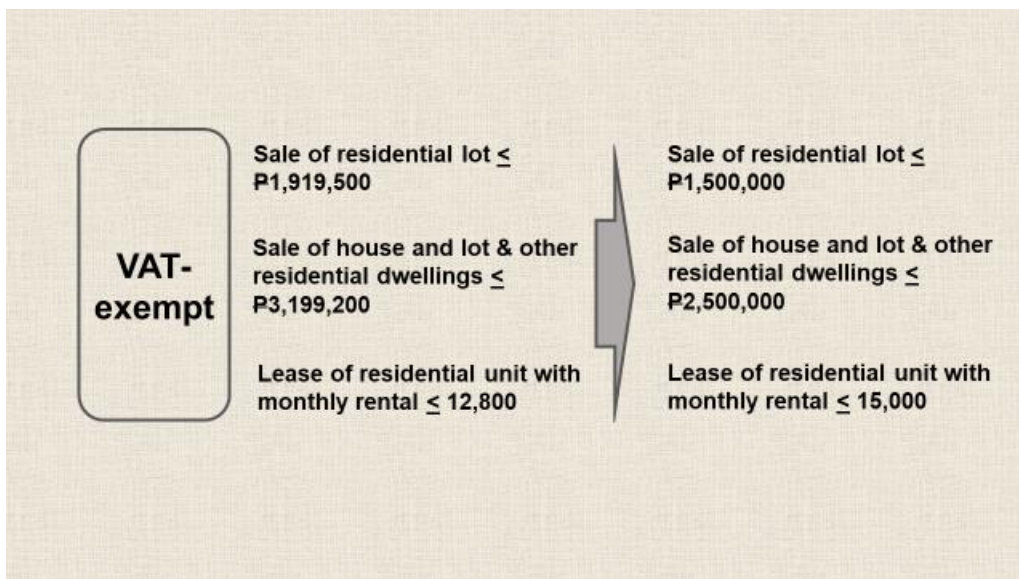 VAT-
exempt
Sale of residential lot ≤
₱1,919,500
Sale of house and lot & other
residential dwellings ≤
₱3,199,200
Lease of residential unit with
monthly rental ≤ 12,800
Sale of residential lot ≤
₱1,500,000
Sale of house and lot & other
residential dwellings ≤
₱2,500,000
Lease of residential unit with
monthly rental ≤ 15,000